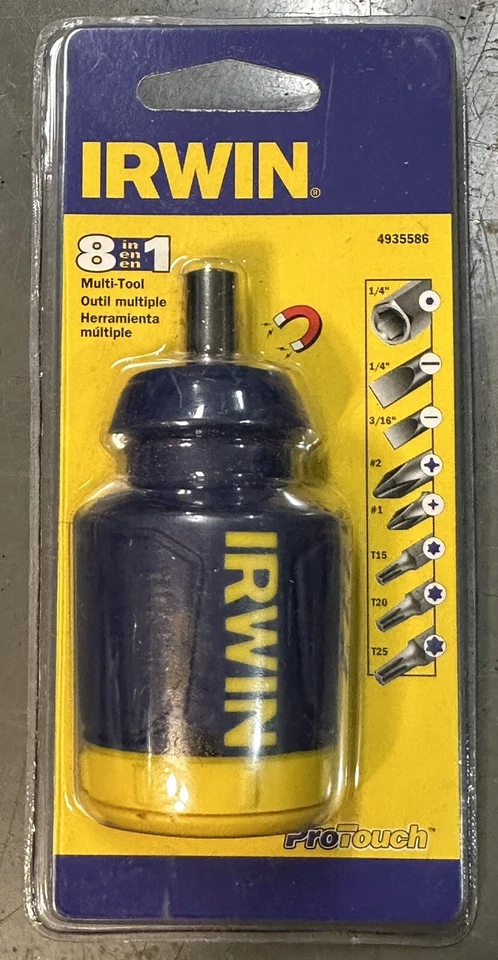 IRWIN®
4935586
8 in en en 1
Multi-Tool
Outil multiple
Herramienta
múltiple
1/4"
1/4"
3/16"
#2
#1
T15
T20
T25
IRWIN
ProTouch™